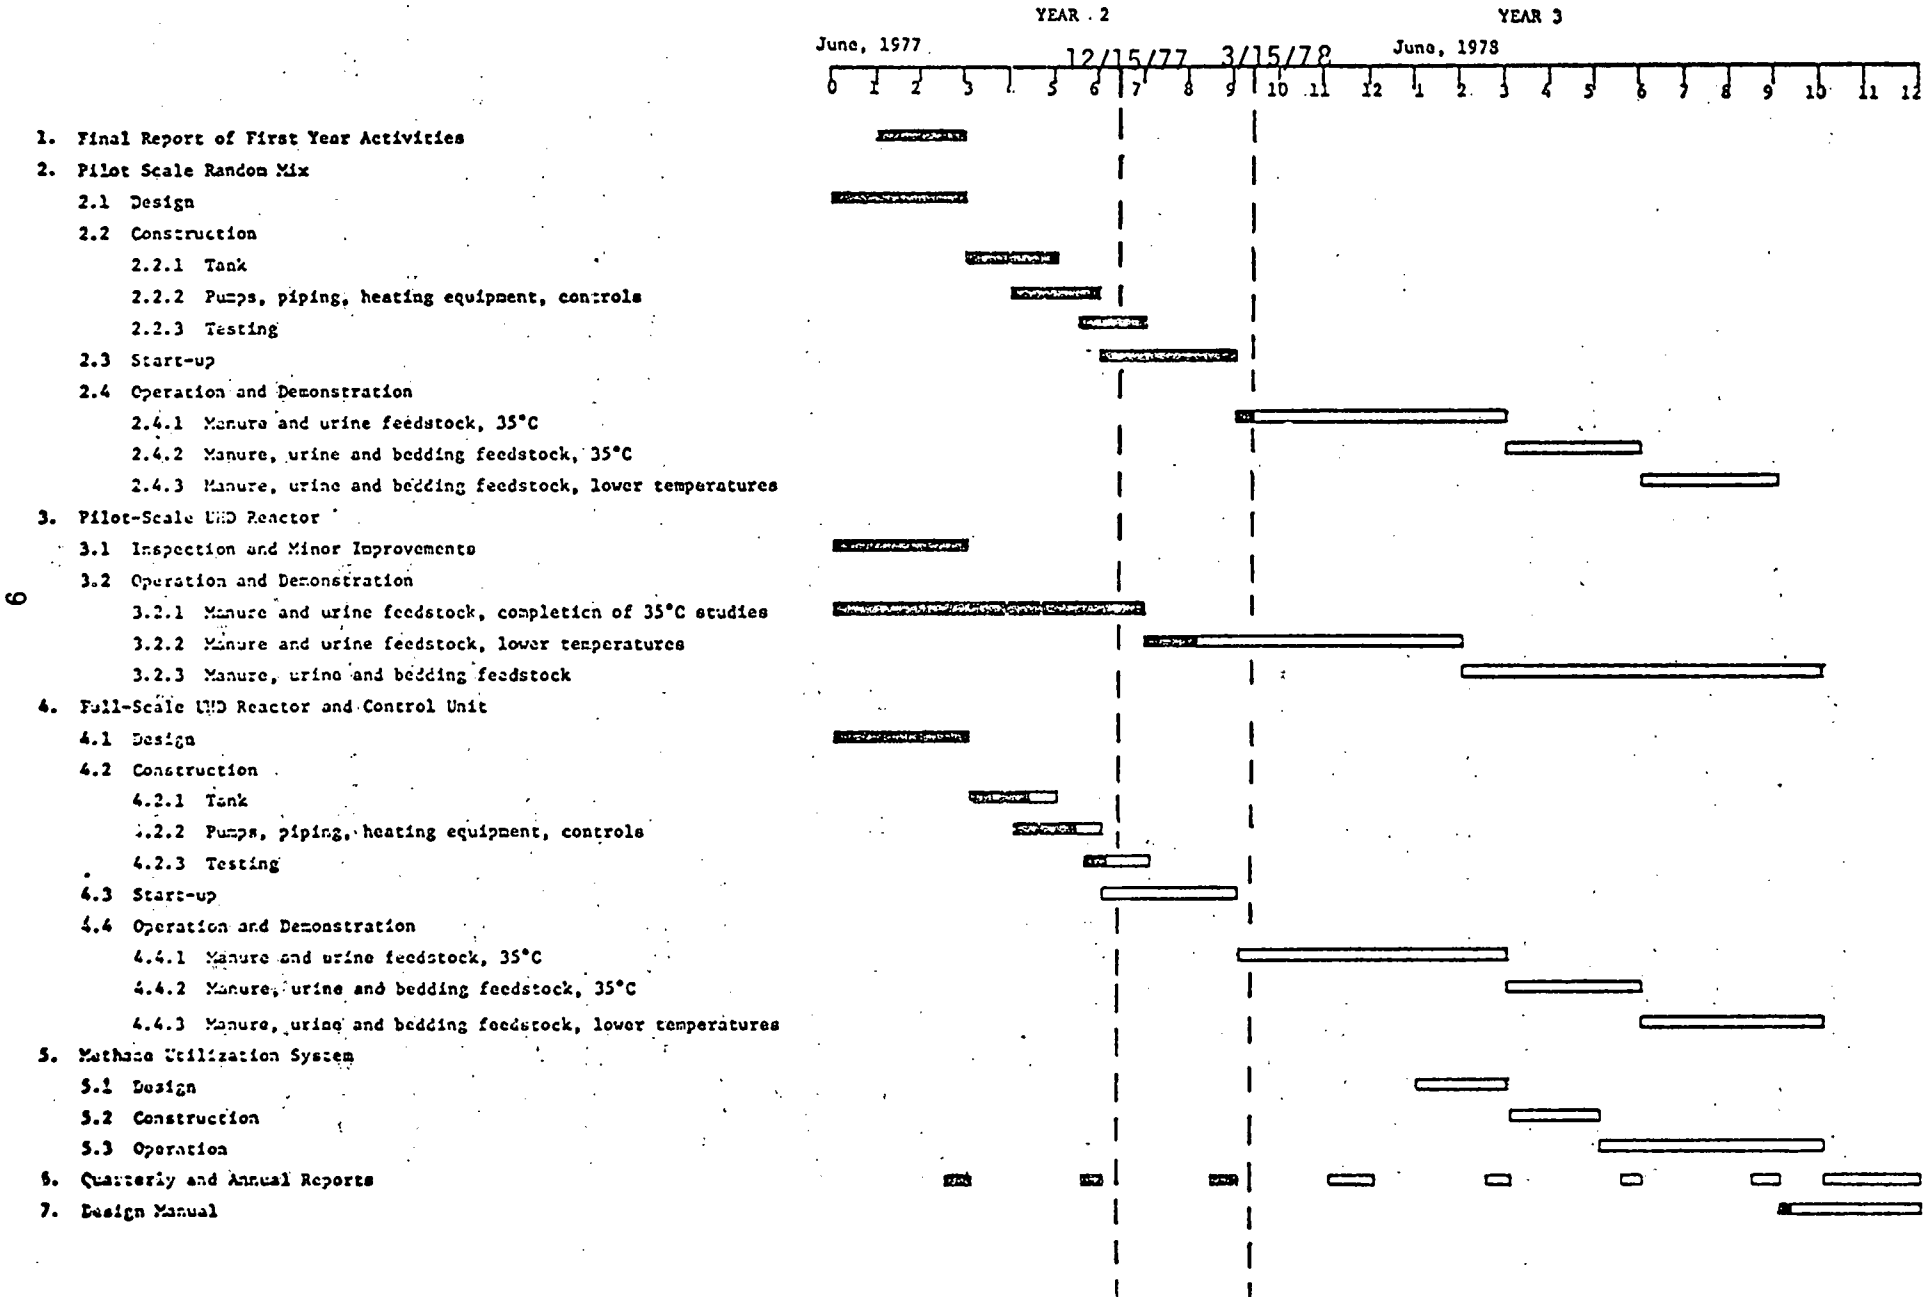 YEAR 2 YEAR 3
June, 1977 12/15/77 3/15/78 June, 1978
0 1 2 3 4 5 6 7 8 9 10 11 12 1 2 3 4 5 6 7 8 9 10 11 12
1. Final Report of First Year Activities
2. Pilot Scale Random Mix
2.1 Design
2.2 Construction
2.2.1 Tank
2.2.2 Pumps, piping, heating equipment, controls
2.2.3 Testing
2.3 Start-up
2.4 Operation and Demonstration
2.4.1 Manure and urine feedstock, 35°C
2.4.2 Manure, urine and bedding feedstock, 35°C
2.4.3 Manure, urine and bedding feedstock, lower temperatures
3. Pilot-Scale Reactor
3.1 Inspection and Minor Improvements
3.2 Operation and Demonstration
3.2.1 Manure and urine feedstock, completion of 35°C studies
3.2.2 Manure and urine feedstock, lower temperatures
3.2.3 Manure, urine and bedding feedstock
4. Full-Scale Reactor and Control Unit
4.1 Design
4.2 Construction
4.2.1 Tank
4.2.2 Pumps, piping, heating equipment, controls
4.2.3 Testing
4.3 Start-up
4.4 Operation and Demonstration
4.4.1 Manure and urine feedstock, 35°C
4.4.2 Manure, urine and bedding feedstock, 35°C
4.4.3 Manure, urine and bedding feedstock, lower temperatures
5. Methane Utilization System
5.1 Design
5.2 Construction
5.3 Operation
6. Quarterly and Annual Reports
7. Design Manual
9